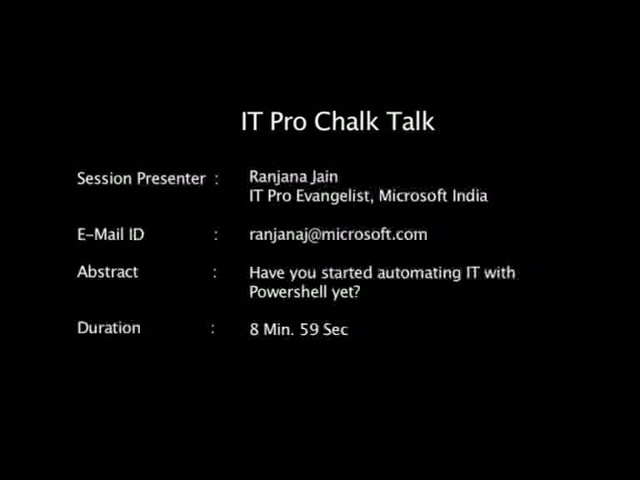 IT Pro Chalk Talk
Session Presenter : Ranjana Jain
IT Pro Evangelist, Microsoft India
E-Mail ID : ranjanaj@microsoft.com
Abstract : Have you started automating IT with
Powershell yet?
Duration : 8 Min. 59 Sec